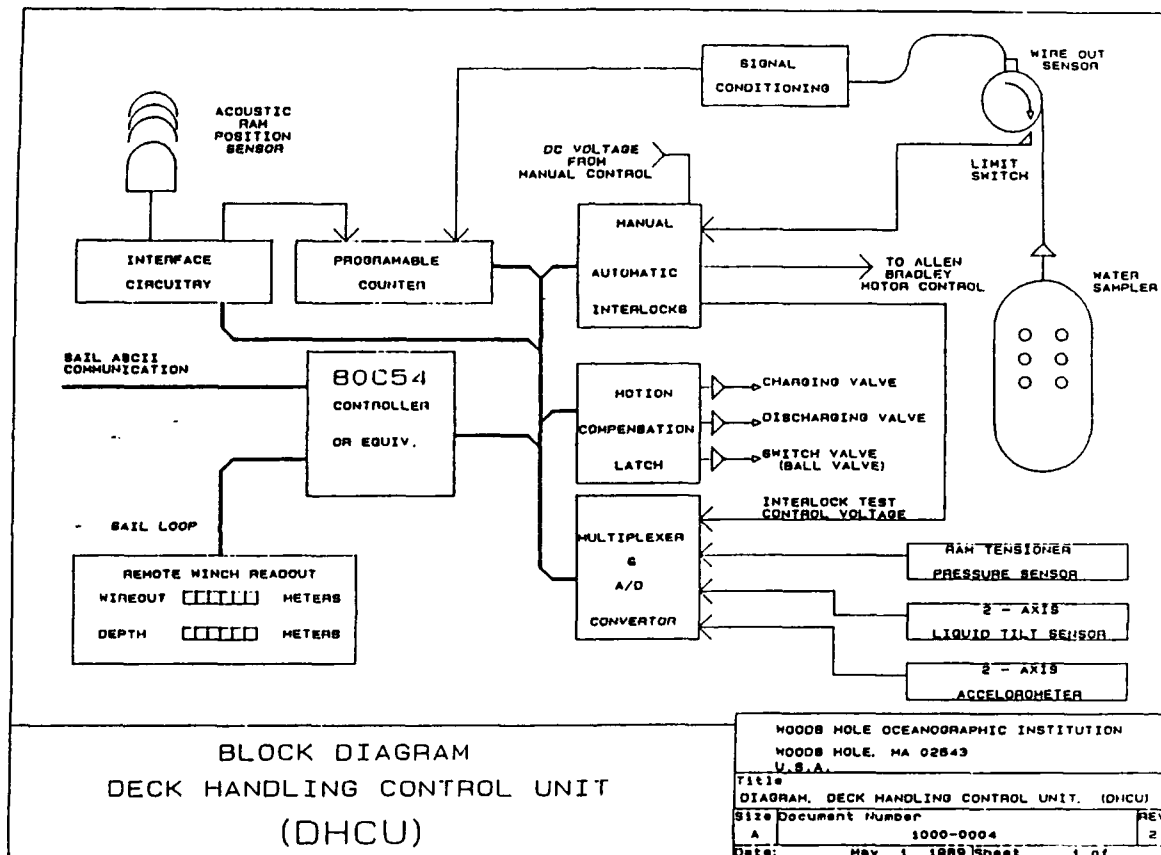 SIGNAL
CONDITIONING
WIRE OUT
SENSOR
ACOUSTIC
RAM
POSITION
SENSOR
DC VOLTAGE
FROM
MANUAL CONTROL
LIMIT
SWITCH
INTERFACE
CIRCUITRY
PROGRAMABLE
COUNTER
MANUAL
AUTOMATIC
INTERLOCKS
TO ALLEN
BRADLEY
MOTOR CONTROL
WATER
SAMPLER
SAIL ASCII
COMMUNICATION
80C54
CONTROLLER
OR EQUIV.
MOTION
COMPENSATION
LATCH
CHARGING VALVE
DISCHARGING VALVE
SWITCH VALVE
(BALL VALVE)
INTERLOCK TEST
CONTROL VOLTAGE
SAIL LOOP
MULTIPLEXER
&
A/D
CONVERTOR
RAM TENSIONER
PRESSURE SENSOR
2 - AXIS
LIQUID TILT SENSOR
2 - AXIS
ACCELOROMETER
REMOTE WINCH READOUT
WIREOUT METERS
DEPTH METERS
BLOCK DIAGRAM
DECK HANDLING CONTROL UNIT
(DHCU)
WOODS HOLE OCEANOGRAPHIC INSTITUTION
WOODS HOLE, MA 02543
U.S.A.
Title
DIAGRAM, DECK HANDLING CONTROL UNIT, (DHCU)
Size Document Number REV
A 1000-0004 2
Date: May 1, 1989 Sheet 1 of